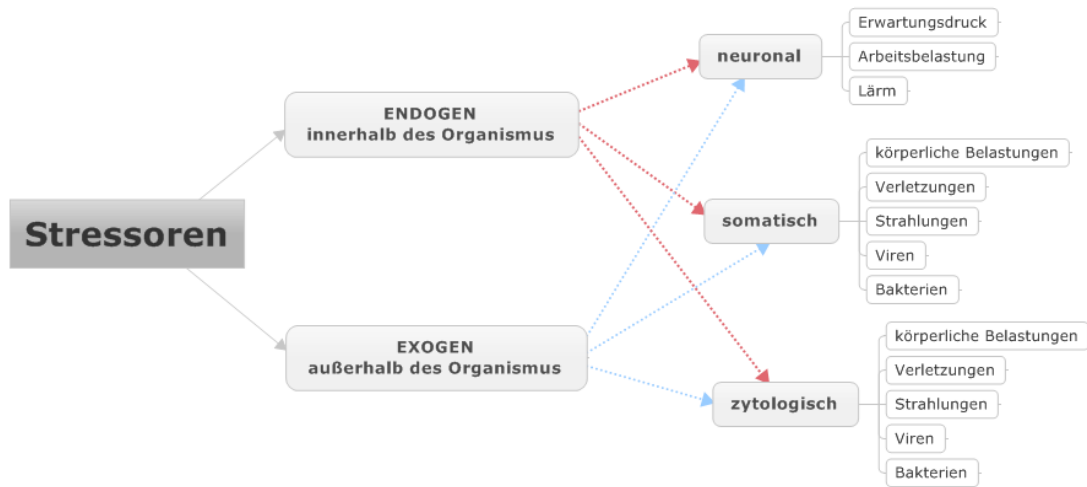 Stressoren
ENDOGEN
innerhalb des Organismus
EXOGEN
außerhalb des Organismus
neuronal
Erwartungsdruck
Arbeitsbelastung
Lärm
somatisch
körperliche Belastungen
Verletzungen
Strahlungen
Viren
Bakterien
zytologisch
körperliche Belastungen
Verletzungen
Strahlungen
Viren
Bakterien